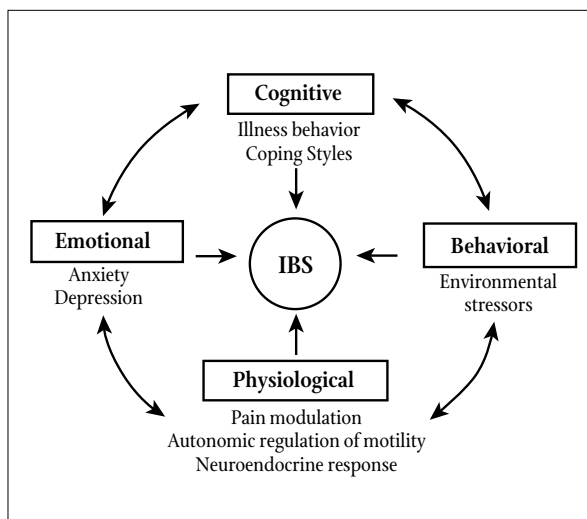 Cognitive
Illness behavior
Coping Styles
Emotional
Anxiety
Depression
IBS
Behavioral
Environmental
stressors
Physiological
Pain modulation
Autonomic regulation of motility
Neuroendocrine response